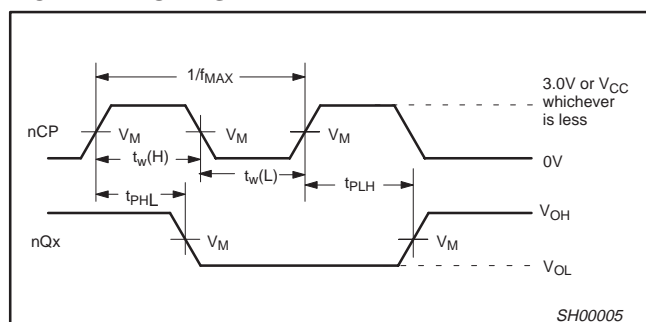 1/fMAX
3.0V or VCC
whichever
is less
nCP
VM
VM
VM
0V
tw(H)
tw(L)
tPHL
tPLH
VOH
nQx
VM
VM
VOL
SH00005